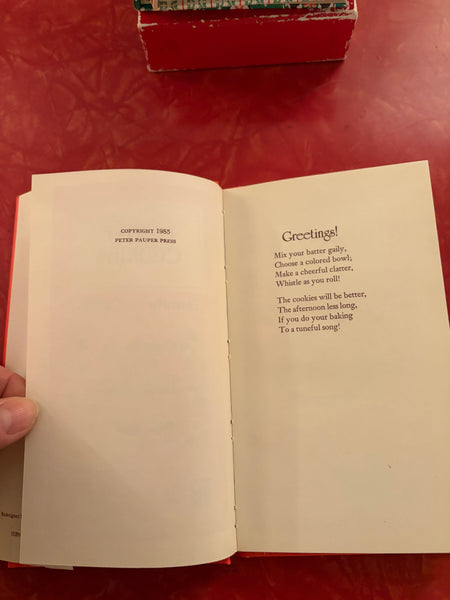 COPYRIGHT 1985
PETER PAUPER PRESS
Greetings!
Mix your batter gaily,
Choose a colored bowl;
Make a cheerful clatter,
Whistle as you roll!
The cookies will be better,
The afternoon less long,
If you do your baking
To a tuneful song!